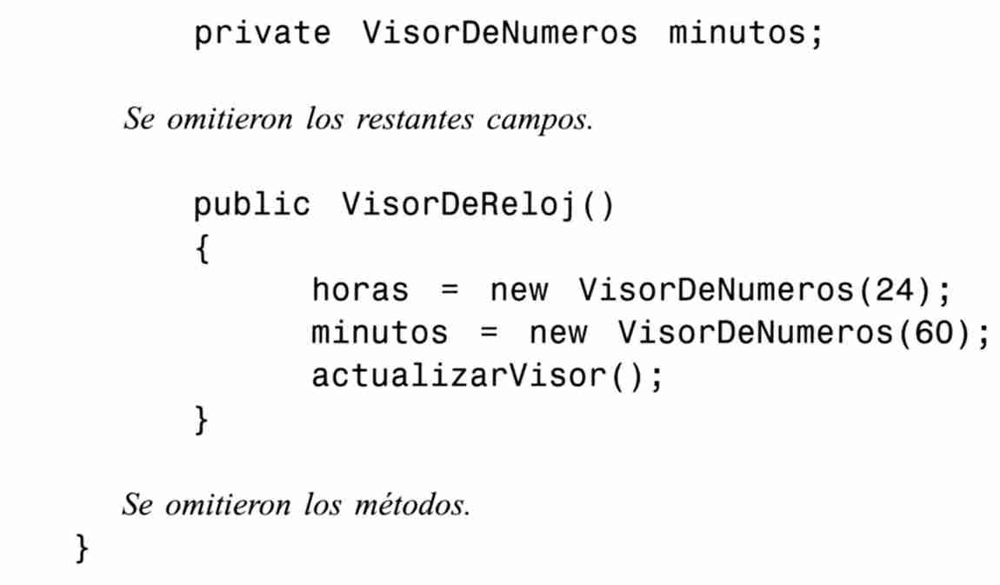 private VisorDeNumeros minutos;
Se omitieron los restantes campos.
public VisorDeReloj()
{
horas = new VisorDeNumeros(24);
minutos = new VisorDeNumeros(60);
actualizarVisor();
}
Se omitieron los métodos.
}